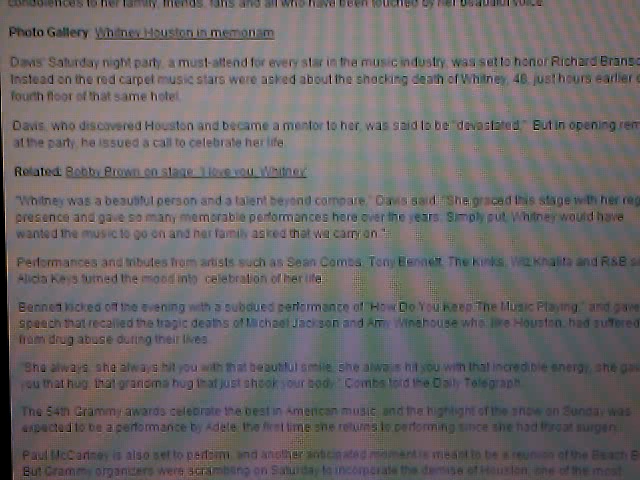 condolences to her family, friends, fans and all who have been touched by her beautiful voice
Photo Gallery: Whitney Houston in memoriam
Davis' Saturday night party, a must-attend for every star in the music industry, was set to honor Richard Branso
Instead on the red carpet music stars were asked about the shocking death of Whitney, 48, just hours earlier
fourth floor of that same hotel.
Davis, who discovered Houston and became a mentor to her, was said to be "devastated." But in opening rem
at the party, he issued a call to celebrate her life.
Related: Bobby Brown on stage, 'I love you, Whitney'
"Whitney was a beautiful person and a talent beyond compare," Davis said. "She graced this stage with her reg
presence and gave so many memorable performances here over the years. Simply put, Whitney would have
wanted the music to go on and her family asked that we carry on."
Performances and tributes from artists such as Sean Combs, Tony Bennett, The Kinks, Wiz Khalifa and R&B
Alicia Keys turned the mood into celebration of her life.
Bennett kicked off the evening with a subdued performance of "How Do You Keep The Music Playing," and gave
speech that recalled the tragic deaths of Michael Jackson and Amy Winehouse who, like Houston, had suffered
from drug abuse during their lives.
"She always, she always hit you with that beautiful smile, she always hit you with that incredible energy, she gav
you that hug, that grandma hug that just shook your body," Combs told the Daily Telegraph.
The 54th Grammy awards celebrate the best in American music, and the highlight of the show on Sunday was
expected to be a performance by Adele, the first time she returns to performing since she had throat surgery.
Paul McCartney is also set to perform, and another anticipated moment is meant to be a reunion of the Beach B
But Grammy organizers were scrambling on Saturday to incorporate the demise of Houston, one of the most